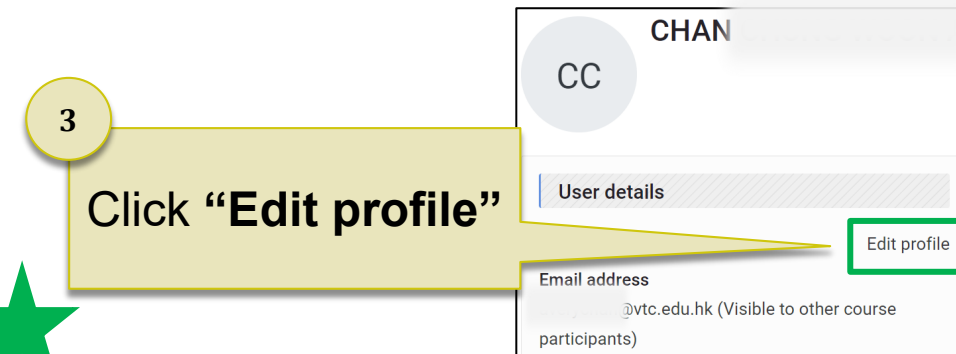 CHAN
CC
3
Click “Edit profile”
User details
Edit profile
Email address
@vtc.edu.hk (Visible to other course
participants)